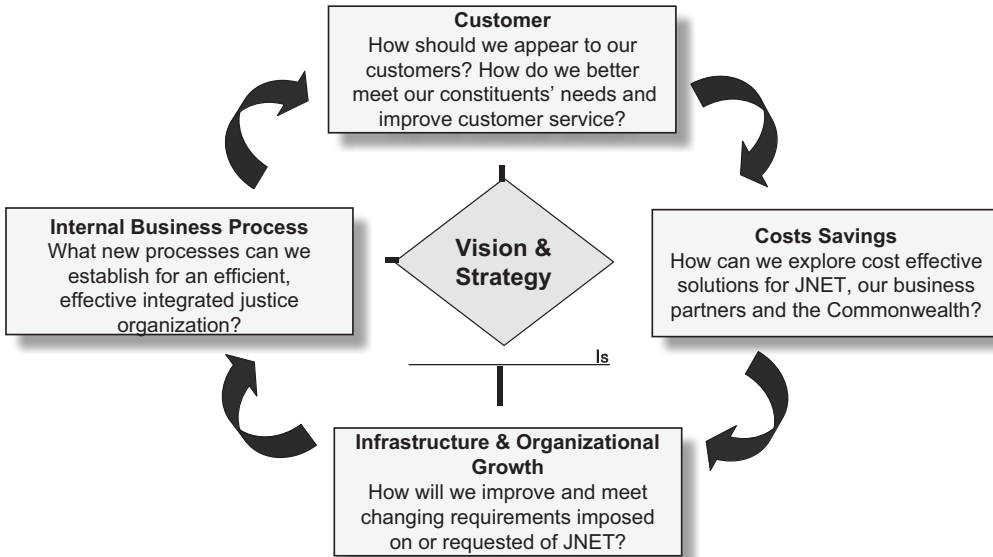 Customer
How should we appear to our
customers? How do we better
meet our constituents’ needs and
improve customer service?
Internal Business Process
What new processes can we
establish for an efficient,
effective integrated justice
organization?
Vision &
Strategy
Costs Savings
How can we explore cost effective
solutions for JNET, our business
partners and the Commonwealth?
ls
Infrastructure & Organizational
Growth
How will we improve and meet
changing requirements imposed
on or requested of JNET?